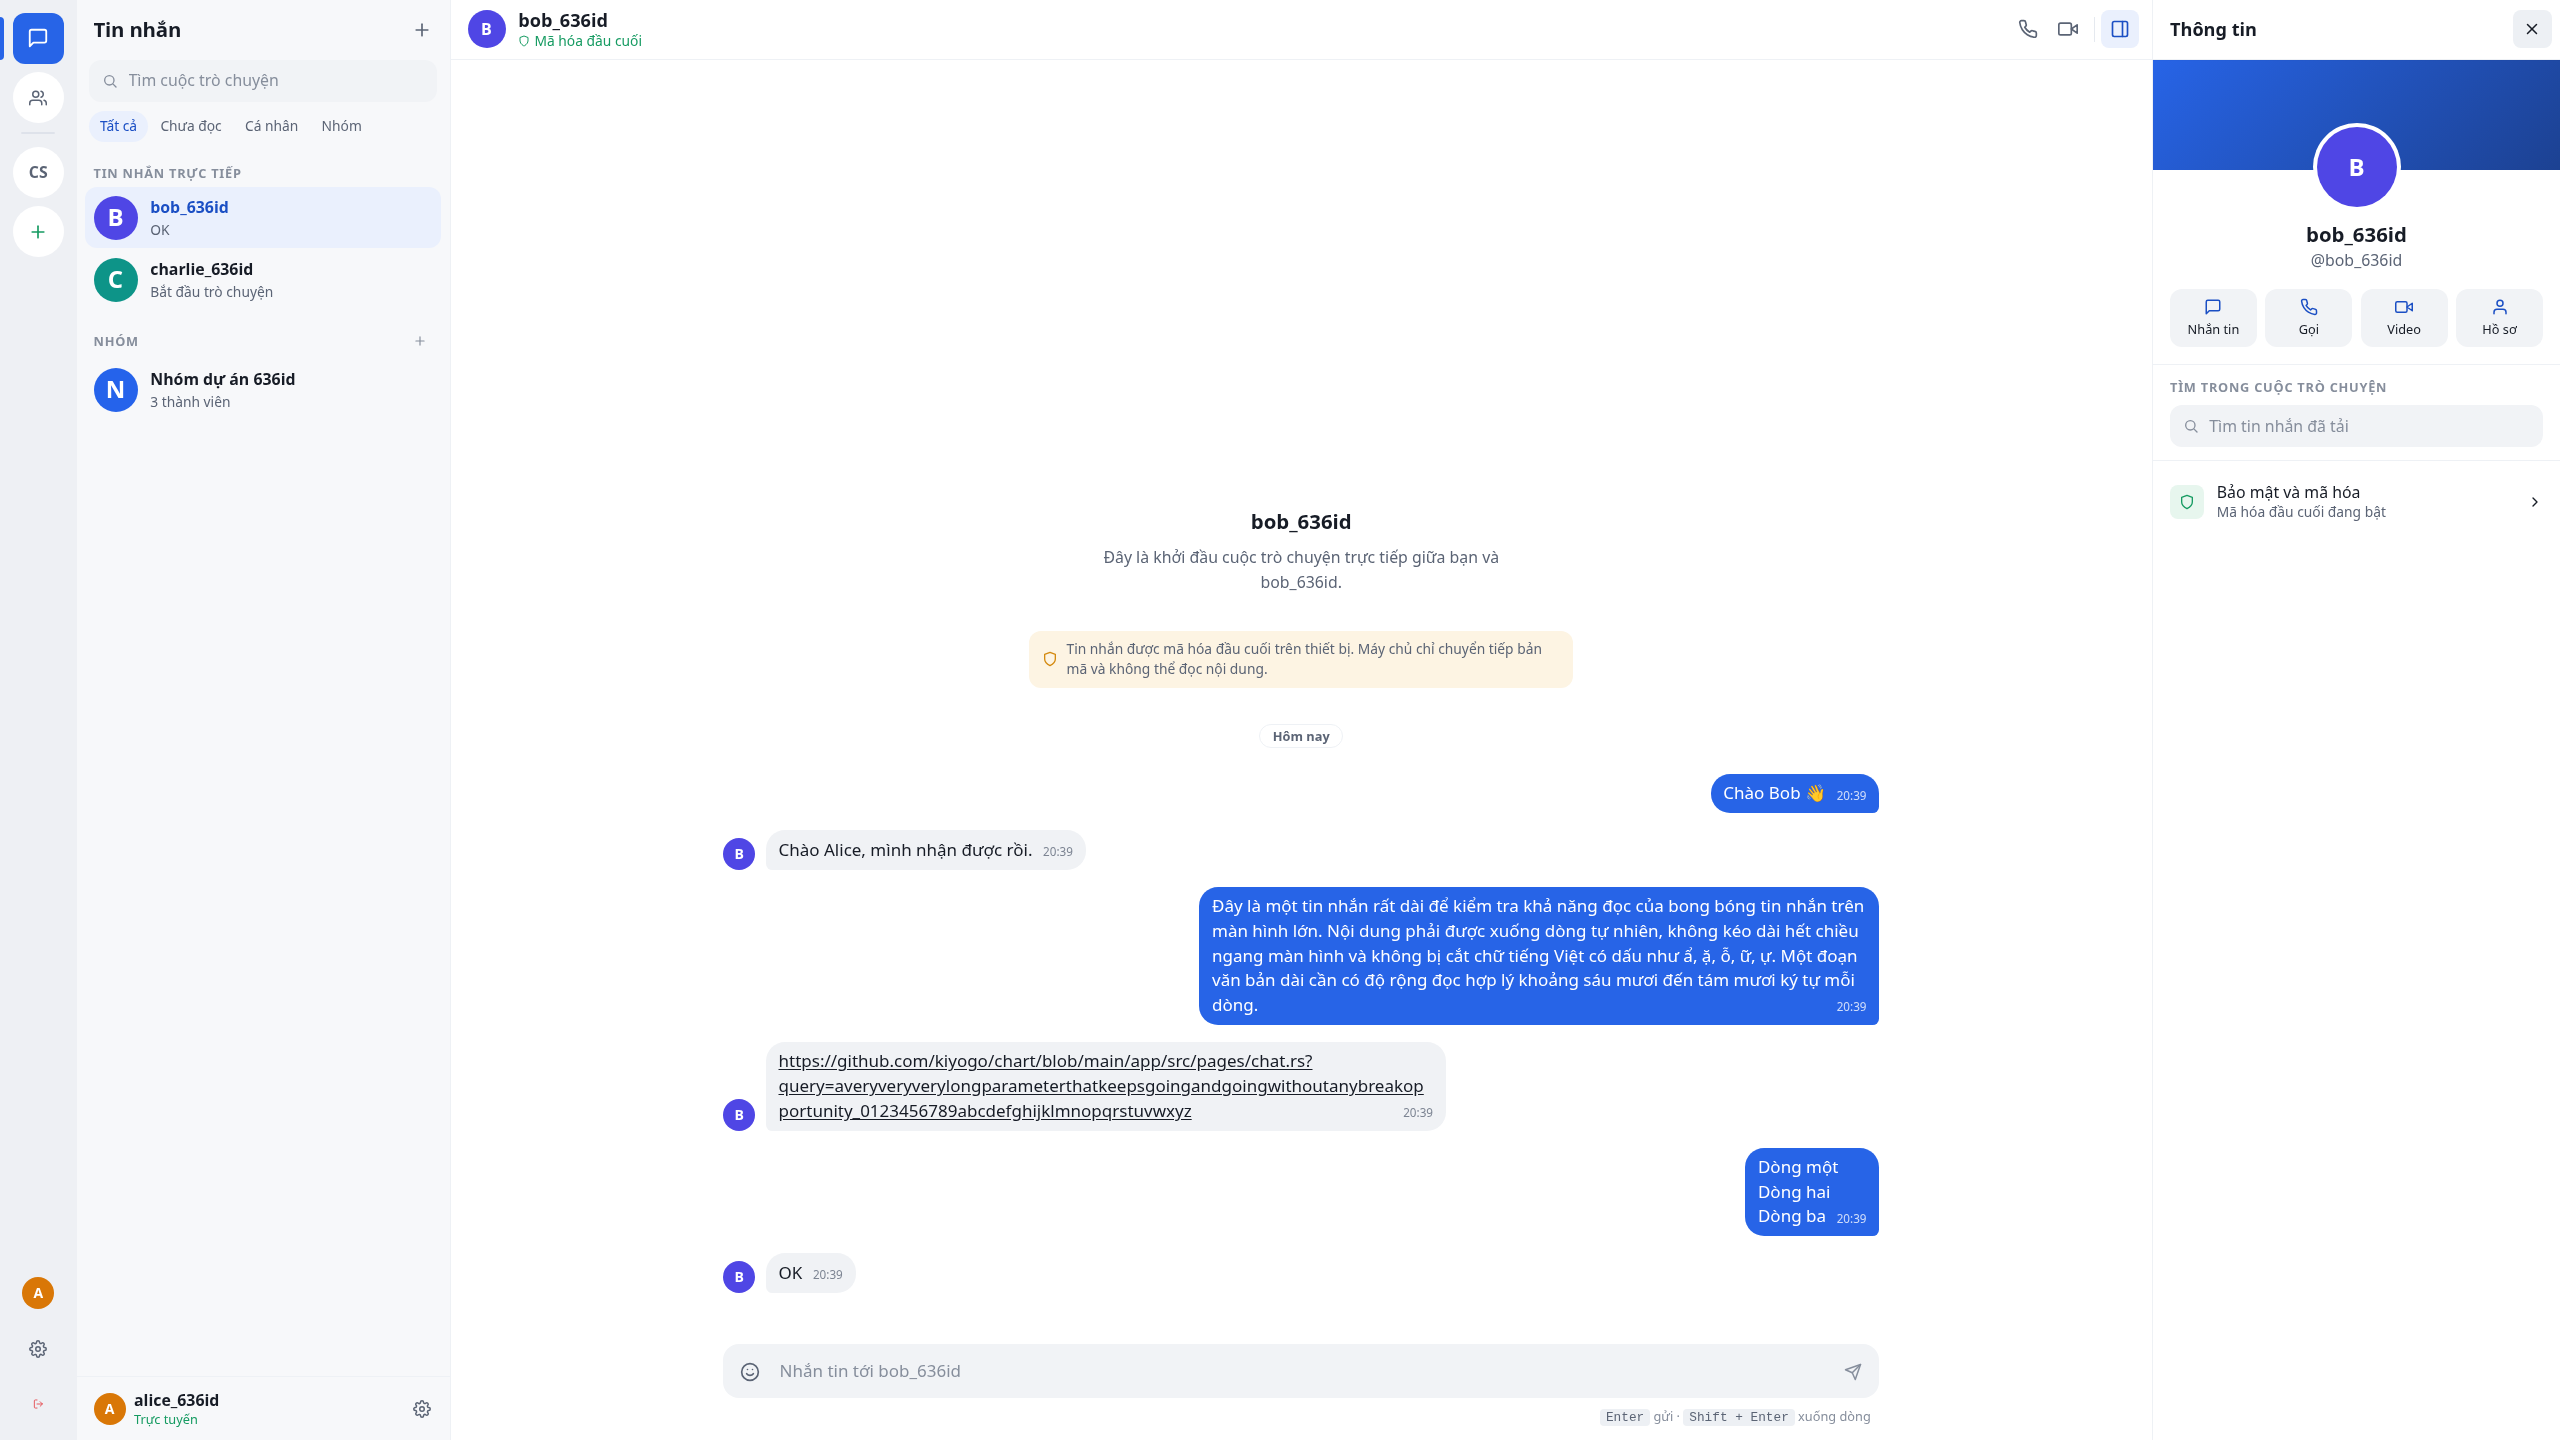 Tin nhắn
Tìm cuộc trò chuyện
Tất cả
Chưa đọc
Cá nhân
Nhóm
CS
TIN NHẮN TRỰC TIẾP
B
bob_636id
OK
C
charlie_636id
Bắt đầu trò chuyện
NHÓM
N
Nhóm dự án 636id
3 thành viên
A
A
alice_636id
Trực tuyến
B
bob_636id
Mã hóa đầu cuối
bob_636id
Đây là khởi đầu cuộc trò chuyện trực tiếp giữa bạn và
bob_636id.
Tin nhắn được mã hóa đầu cuối trên thiết bị. Máy chủ chỉ chuyển tiếp bản
mã và không thể đọc nội dung.
Hôm nay
Chào Bob 👋 20:39
B
Chào Alice, mình nhận được rồi. 20:39
Đây là một tin nhắn rất dài để kiểm tra khả năng đọc của bong bóng tin nhắn trên
màn hình lớn. Nội dung phải được xuống dòng tự nhiên, không kéo dài hết chiều
ngang màn hình và không bị cắt chữ tiếng Việt có dấu như ẩ, ặ, ỗ, ữ, ự. Một đoạn
văn bản dài cần có độ rộng đọc hợp lý khoảng sáu mươi đến tám mươi ký tự mỗi
dòng. 20:39
https://github.com/kiyogo/chart/blob/main/app/src/pages/chat.rs?
query=averyveryverylongparameterthatkeepsgoingandgoingwithoutanybreakop
portunity_0123456789abcdefghijklmnopqrstuvwxyz 20:39
B
Dòng một
Dòng hai
Dòng ba 20:39
B
OK 20:39
Nhắn tin tới bob_636id
Enter gửi · Shift + Enter xuống dòng
Thông tin
B
bob_636id
@bob_636id
Nhắn tin
Gọi
Video
Hồ sơ
TÌM TRONG CUỘC TRÒ CHUYỆN
Tìm tin nhắn đã tải
Bảo mật và mã hóa
Mã hóa đầu cuối đang bật